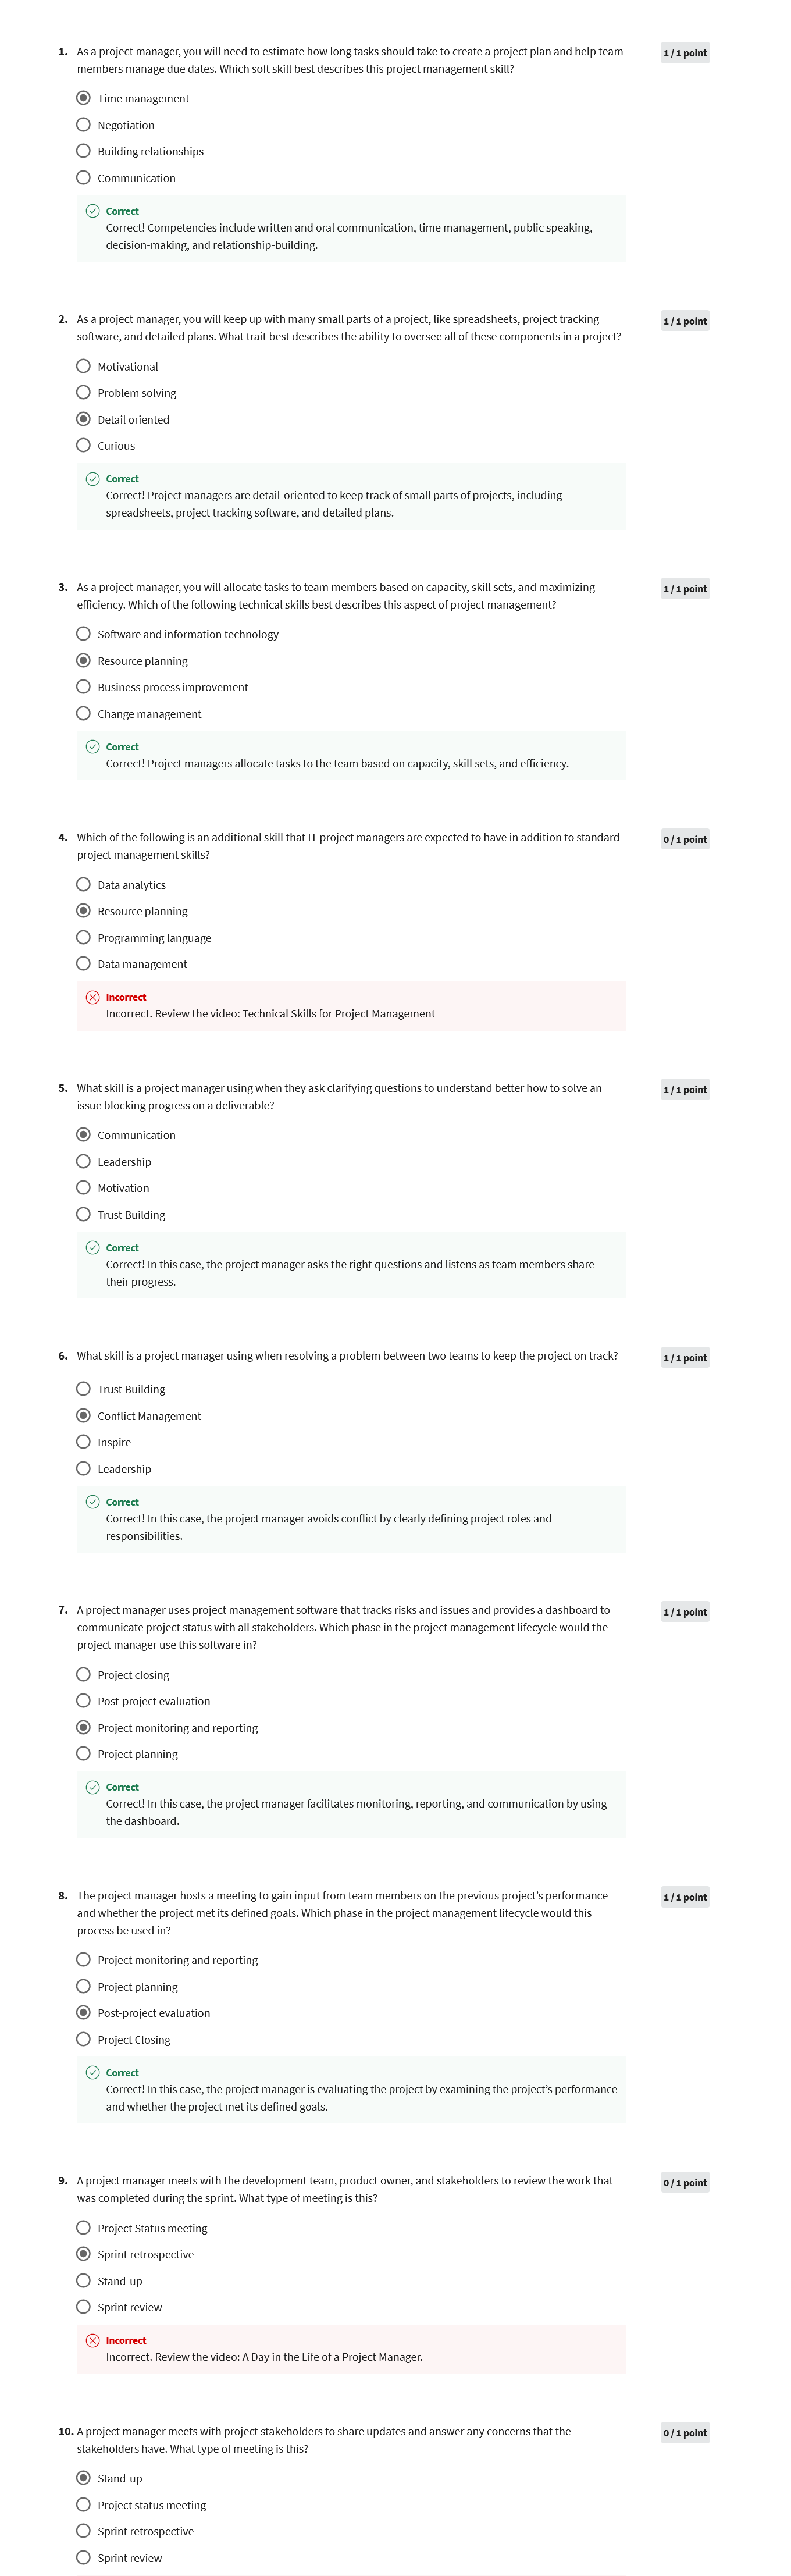 1. As a project manager, you will need to estimate how long tasks should take to create a project plan and help team
members manage due dates. Which soft skill best describes this project management skill?
1 / 1 point
Time management
Negotiation
Building relationships
Communication
Correct
Correct! Competencies include written and oral communication, time management, public speaking,
decision-making, and relationship-building.
2. As a project manager, you will keep up with many small parts of a project, like spreadsheets, project tracking
software, and detailed plans. What trait best describes the ability to oversee all of these components in a project?
1 / 1 point
Motivational
Problem solving
Detail oriented
Curious
Correct
Correct! Project managers are detail-oriented to keep track of small parts of projects, including
spreadsheets, project tracking software, and detailed plans.
3. As a project manager, you will allocate tasks to team members based on capacity, skill sets, and maximizing
efficiency. Which of the following technical skills best describes this aspect of project management?
1 / 1 point
Software and information technology
Resource planning
Business process improvement
Change management
Correct
Correct! Project managers allocate tasks to the team based on capacity, skill sets, and efficiency.
4. Which of the following is an additional skill that IT project managers are expected to have in addition to standard
project management skills?
0 / 1 point
Data analytics
Resource planning
Programming language
Data management
Incorrect
Incorrect. Review the video: Technical Skills for Project Management
5. What skill is a project manager using when they ask clarifying questions to understand better how to solve an
issue blocking progress on a deliverable?
1 / 1 point
Communication
Leadership
Motivation
Trust Building
Correct
Correct! In this case, the project manager asks the right questions and listens as team members share
their progress.
6. What skill is a project manager using when resolving a problem between two teams to keep the project on track?
1 / 1 point
Trust Building
Conflict Management
Inspire
Leadership
Correct
Correct! In this case, the project manager avoids conflict by clearly defining project roles and
responsibilities.
7. A project manager uses project management software that tracks risks and issues and provides a dashboard to
communicate project status with all stakeholders. Which phase in the project management lifecycle would the
project manager use this software in?
1 / 1 point
Project closing
Post-project evaluation
Project monitoring and reporting
Project planning
Correct
Correct! In this case, the project manager facilitates monitoring, reporting, and communication by using
the dashboard.
8. The project manager hosts a meeting to gain input from team members on the previous project's performance
and whether the project met its defined goals. Which phase in the project management lifecycle would this
process be used in?
1 / 1 point
Project monitoring and reporting
Project planning
Post-project evaluation
Project Closing
Correct
Correct! In this case, the project manager is evaluating the project by examining the project's performance
and whether the project met its defined goals.
9. A project manager meets with the development team, product owner, and stakeholders to review the work that
was completed during the sprint. What type of meeting is this?
0 / 1 point
Project Status meeting
Sprint retrospective
Stand-up
Sprint review
Incorrect
Incorrect. Review the video: A Day in the Life of a Project Manager.
10. A project manager meets with project stakeholders to share updates and answer any concerns that the
stakeholders have. What type of meeting is this?
0 / 1 point
Stand-up
Project status meeting
Sprint retrospective
Sprint review